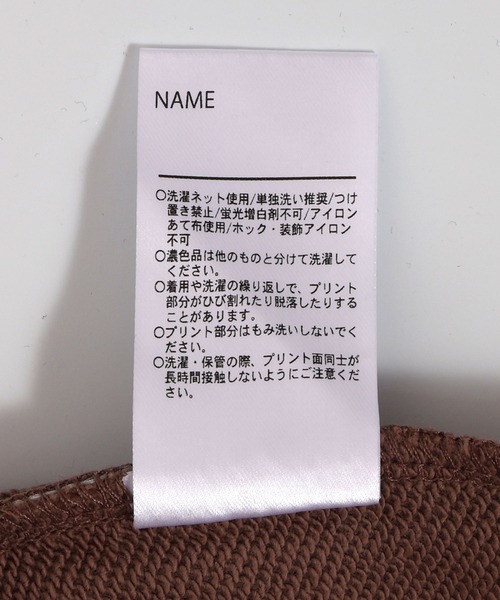 NAME
○洗濯ネット使用/単独洗い推奨/つけ
置き禁止/蛍光増白剤不可/アイロン
あて布使用/ホック・装飾アイロン
不可
○濃色品は他のものと分けて洗濯して
ください。
○着用や洗濯の繰り返しで、プリント
部分がひび割れたり脱落したりする
ことがあります。
○プリント部分はもみ洗いしないでく
ださい。
○洗濯・保管の際、プリント面同士が
長時間接触しないようにご注意くだ
さい。